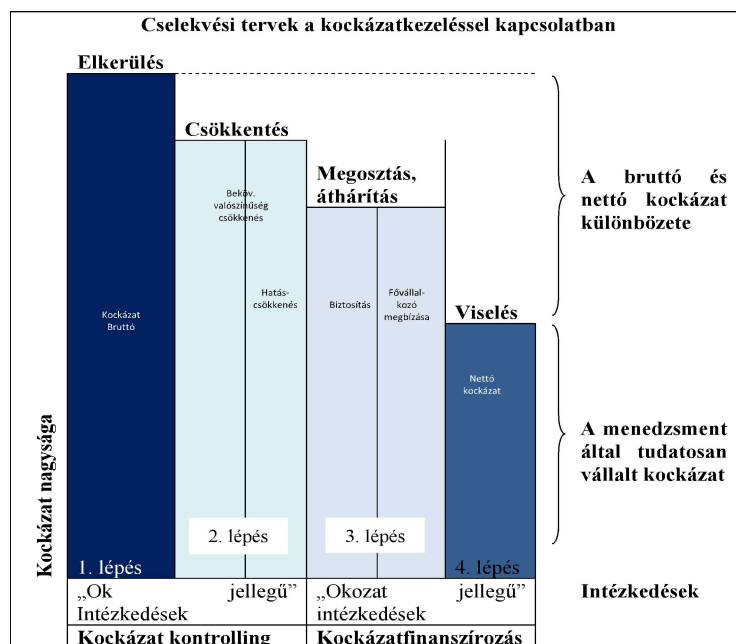 Cselekvési tervek a kockázatkezeléssel kapcsolatban
Elkerülés
Csökkentés
Megosztás,
áthárítás
Viselés
Beköv.
valószínűség
csökkenés
Hatás-
csökkenés
Kockázat
Bruttó
Biztosítás
Fővállal-
kozó
megbízása
Nettó
kockázat
A bruttó és
nettó kockázat
különbözete
A menedzsment
által tudatosan
vállalt kockázat
Kockázat nagysága
1. lépés
2. lépés
3. lépés
4. lépés
„Ok jellegű”
Intézkedések
„Okozat jellegű”
intézkedések
Intézkedések
Kockázat kontrolling
Kockázatfinanszírozás